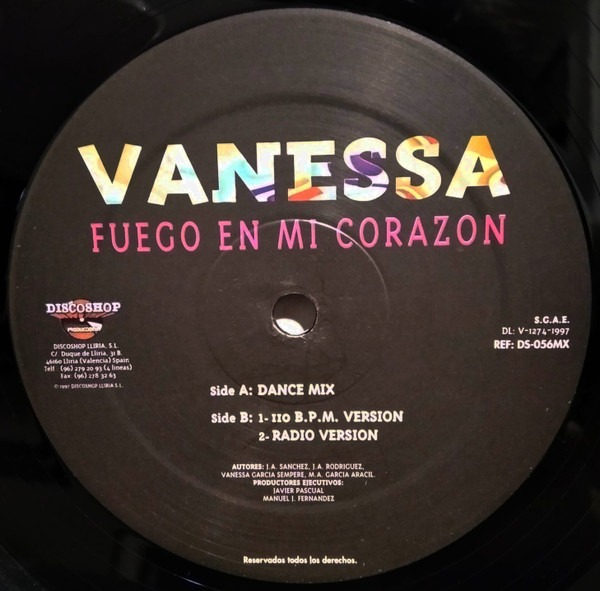 VANESSA
FUEGO EN MI CORAZON
DISCOSHOP
DISCOSHOP LLIRIA, S.L.
C/ Duque de Lliria, 31 B.
46160 Lliria (Valencia) Spain
Telf.: (96) 279 20 93 (4 lineas)
Fax: (96) 278 32 63
© 1997 DISCOSHOP LLIRIA S.L.
S.G.A.E.
DL: V-1274-1997
REF: DS-056MX
Side A: DANCE MIX
Side B: 1- 110 B.P.M. VERSION
2- RADIO VERSION
AUTORES: J.A. SANCHEZ, J.A. RODRIGUEZ,
VANESSA GARCIA SEMPERE, M.A. GARCIA ARACIL.
PRODUCTORES EJECUTIVOS:
JAVIER PASCUAL
MANUEL J. FERNANDEZ
Reservados todos los derechos.